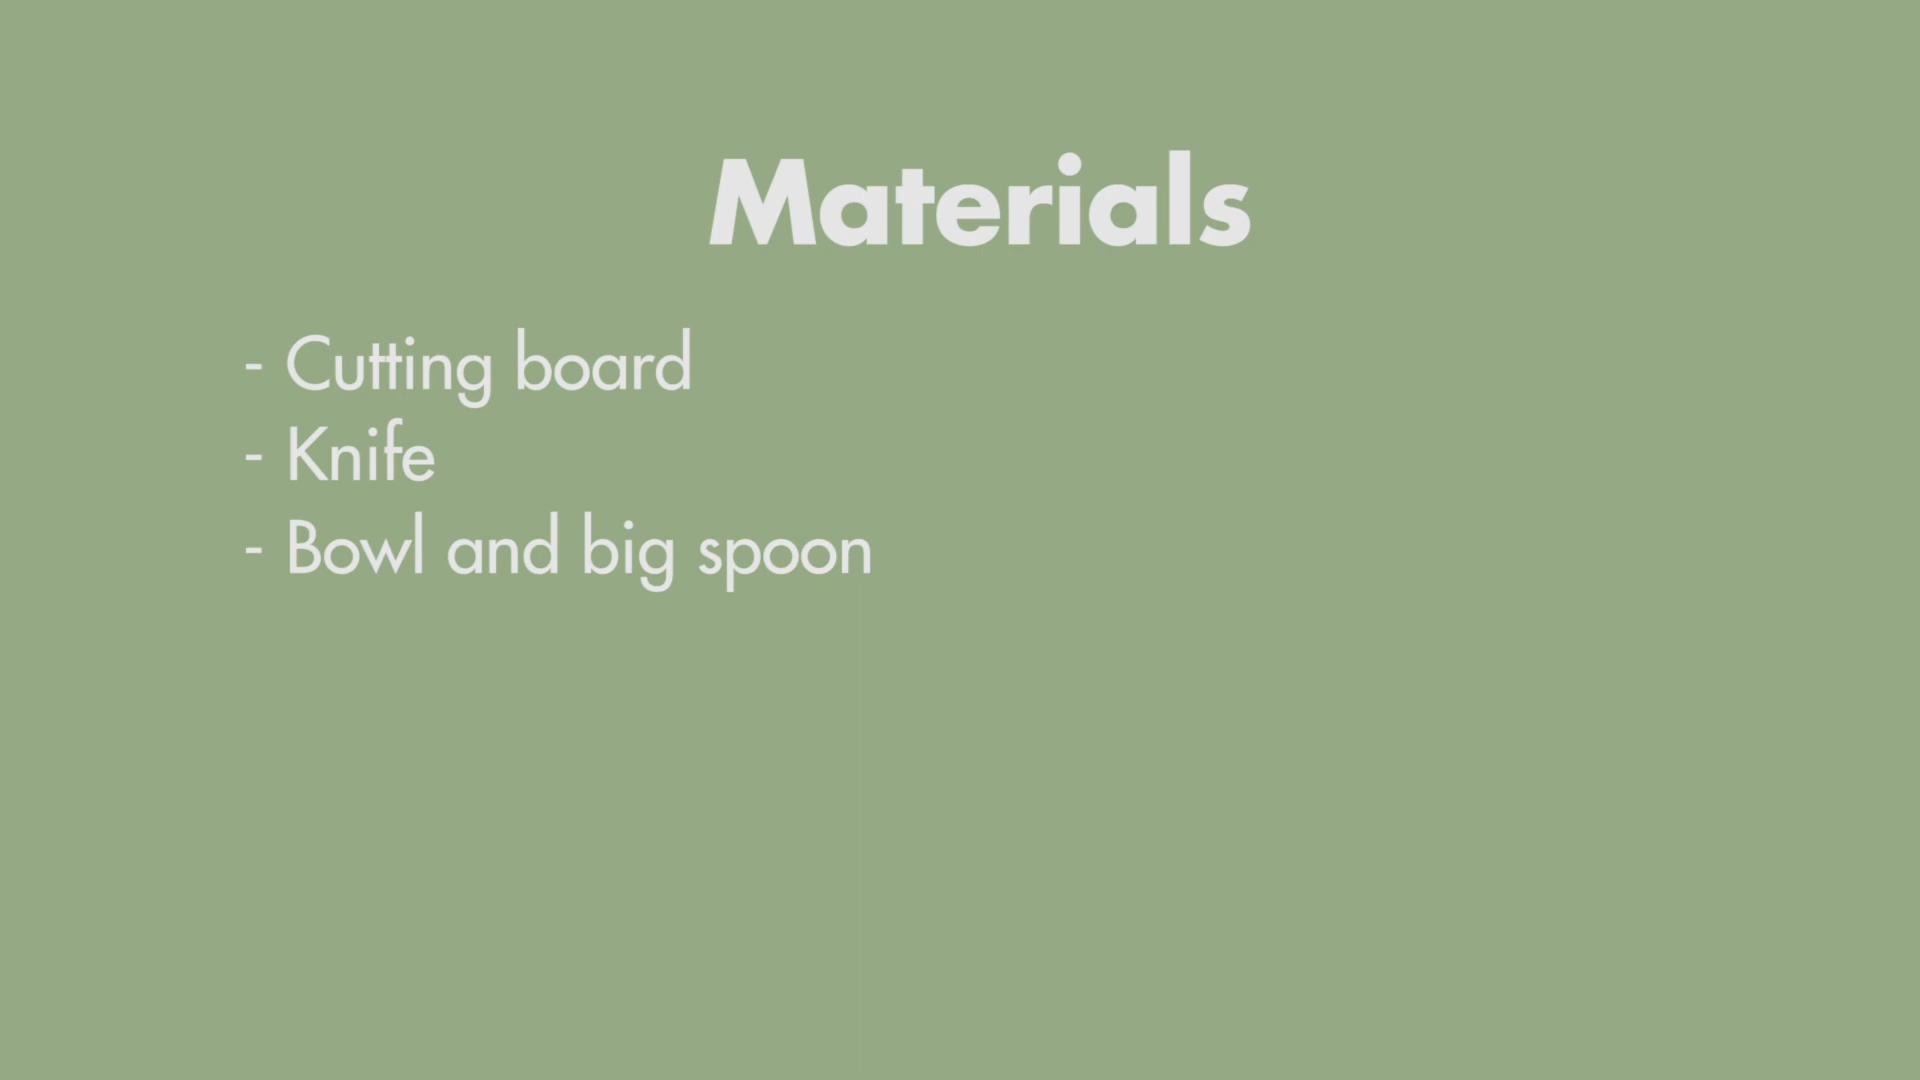 Materials
- Cutting board
- Knife
- Bowl and big spoon